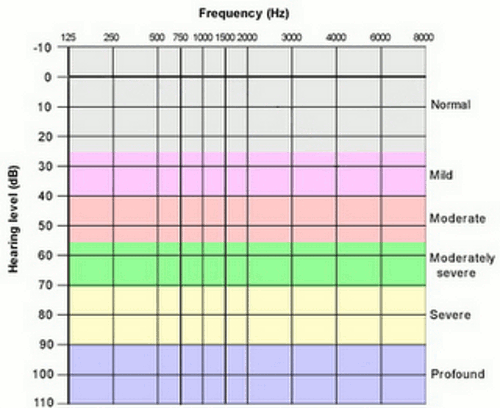 Frequency (Hz)
125 250 500 750 1000 1500 2000 3000 4000 6000 8000
-10
0
10
Normal
20
30
Mild
40
Moderate
50
60
Moderately
severe
70
80
Severe
90
100
Profound
110
Hearing level (dB)